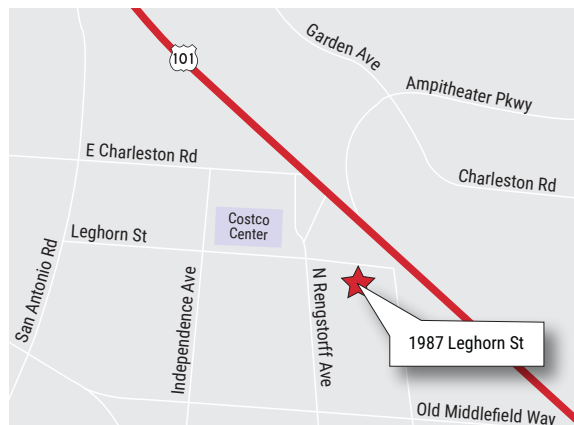 Garden Ave
101
Ampitheater Pkwy
E Charleston Rd
Charleston Rd
Costco
Center
Leghorn St
San Antonio Rd
Independence Ave
N Rengstorff Ave
1987 Leghorn St
Old Middlefield Way